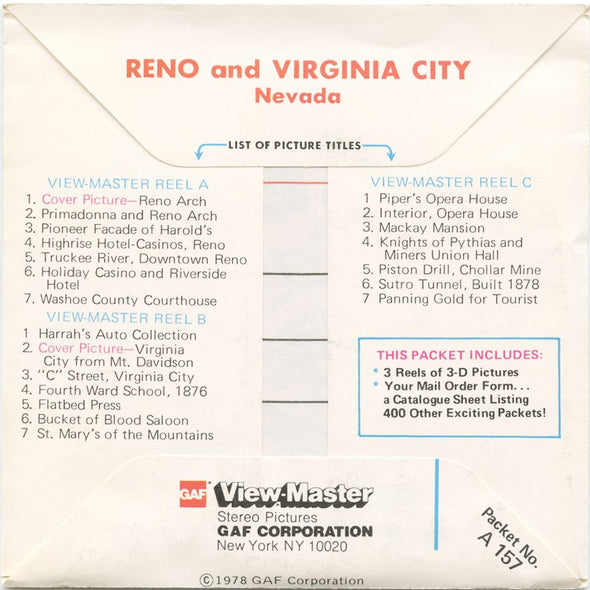 RENO and VIRGINIA CITY
Nevada
LIST OF PICTURE TITLES
VIEW-MASTER REEL A
1. Cover Picture—Reno Arch
2. Primadonna and Reno Arch
3. Pioneer Facade of Harold's
4. Highrise Hotel-Casinos, Reno
5. Truckee River, Downtown Reno
6. Holiday Casino and Riverside
Hotel
7. Washoe County Courthouse
VIEW-MASTER REEL B
1 Harrah's Auto Collection
2. Cover Picture—Virginia
City from Mt. Davidson
3. "C" Street, Virginia City
4. Fourth Ward School, 1876
5. Flatbed Press
6. Bucket of Blood Saloon
7 St. Mary's of the Mountains
VIEW-MASTER REEL C
1 Piper's Opera House
2. Interior, Opera House
3. Mackay Mansion
4. Knights of Pythias and
Miners Union Hall
5. Piston Drill, Chollar Mine
6. Sutro Tunnel, Built 1878
7 Panning Gold for Tourist
THIS PACKET INCLUDES:
* 3 Reels of 3-D Pictures
* Your Mail Order Form...
a Catalogue Sheet Listing
400 Other Exciting Packets!
GAF View-Master
Stereo Pictures
GAF CORPORATION
New York NY 10020
Packet No.
A 157
©1978 GAF Corporation